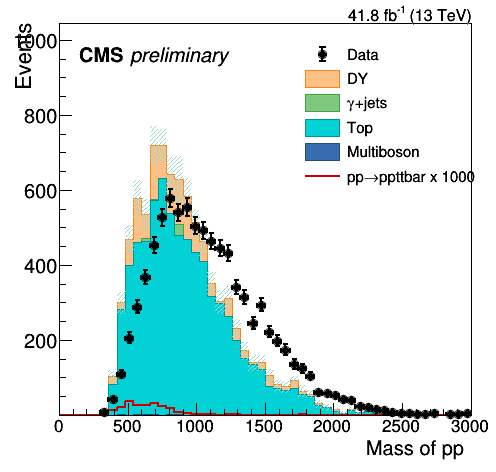 41.8 fb⁻¹ (13 TeV)
Events
CMS preliminary
Data
DY
γ+jets
Top
Multiboson
pp→ppttbar x 1000
1000
800
600
400
200
0 500 1000 1500 2000 2500 3000
Mass of pp